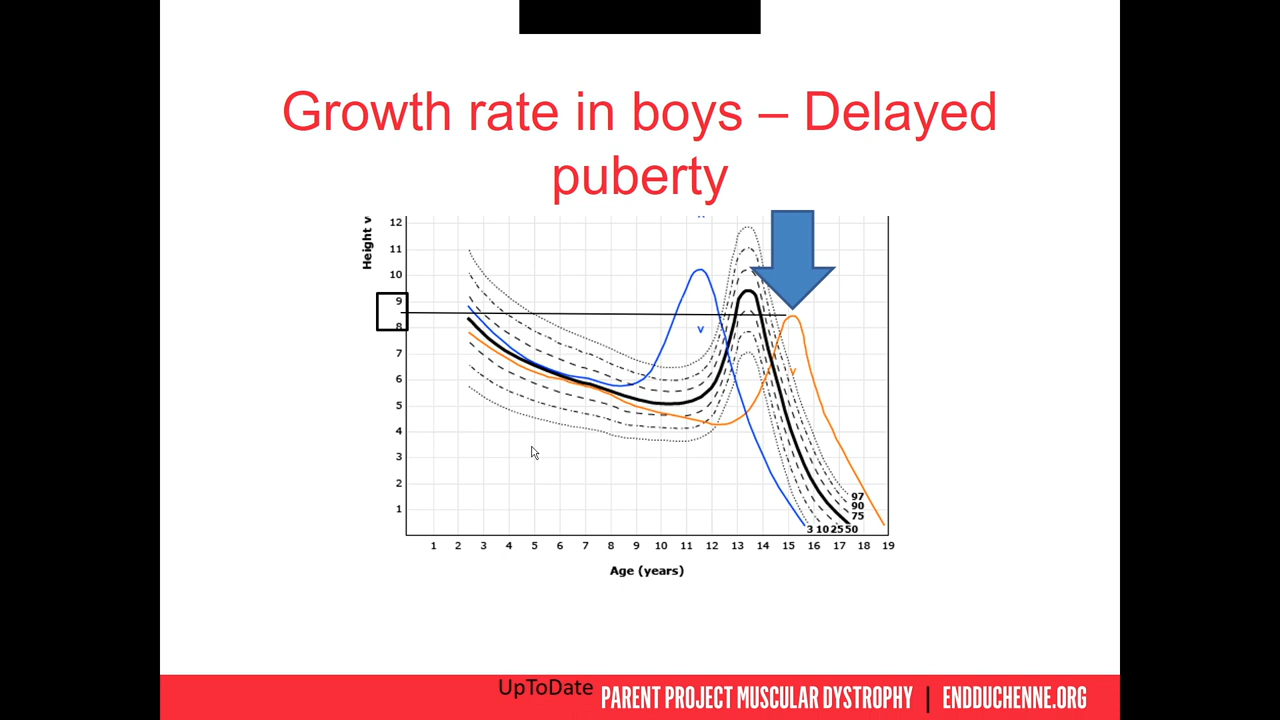 Growth rate in boys – Delayed
puberty
Height v
12
11
10
9
8
7
6
5
4
3
2
1
97
90
75
3 10 25 50
1 2 3 4 5 6 7 8 9 10 11 12 13 14 15 16 17 18 19
Age (years)
UpToDate PARENT PROJECT MUSCULAR DYSTROPHY | ENDDUCHENNE.ORG